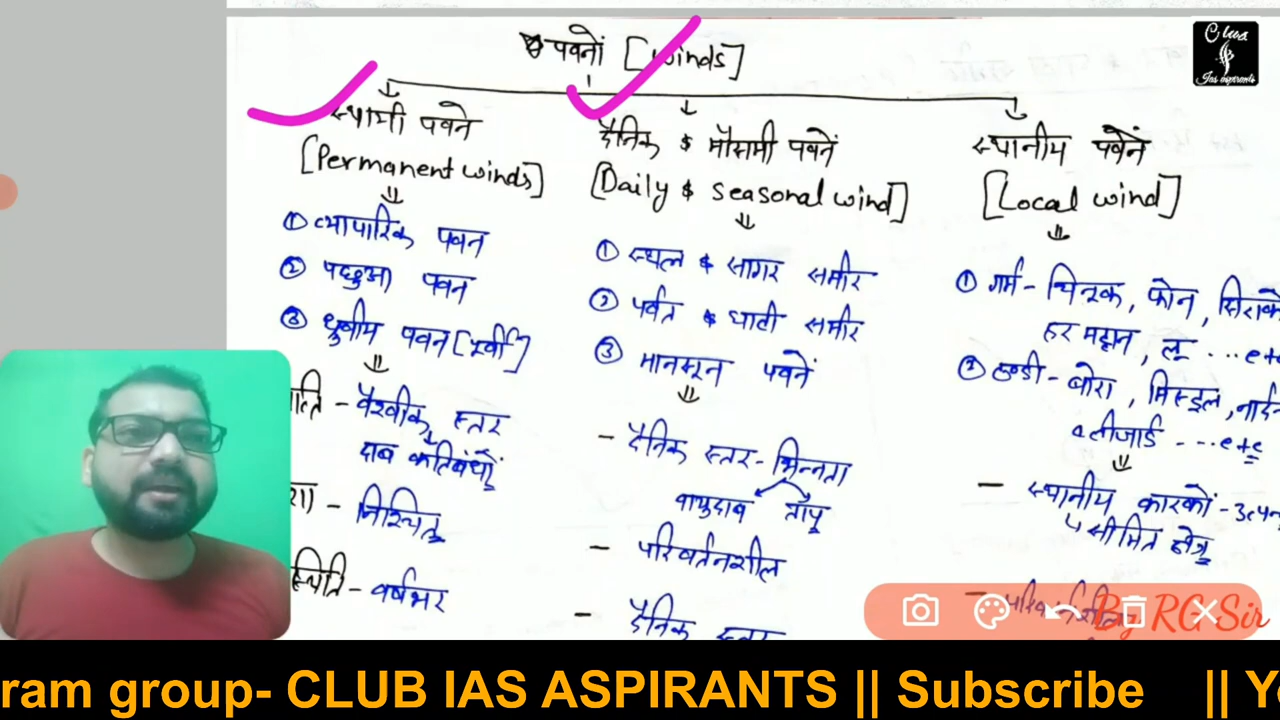 पवनों [Winds]
स्थायी पवने
[Permanent winds]
① व्यापारिक पवन
② पछुआ पवन
③ ध्रुवीय पवन [पूर्वी]
वैश्वीक स्तर
दाब कटिबंधों
- निश्चित
स्थिति - वर्षभर
दैनिक & मौसमी पवनें
[Daily & seasonal wind]
① स्थल & सागर समीर
② पर्वत & घाटी समीर
③ मानसून पवनें
- दैनिक स्तर - भिन्नता
वायुदाब ताप
- परिवर्तनशील
- दैनिक स्तर
स्थानीय पवनें
[Local wind]
① गर्म - चिनूक, फोन, सिराको
हर मट्टान, लू ... etc
② ठण्डी - बोरा, मिस्ट्रल,
ब्लीजार्ड ... etc
- स्थानीय कारकों -
सीमित क्षेत्र
By RG Sir
Club
Ias aspirants
ram group- CLUB IAS ASPIRANTS || Subscribe || Y